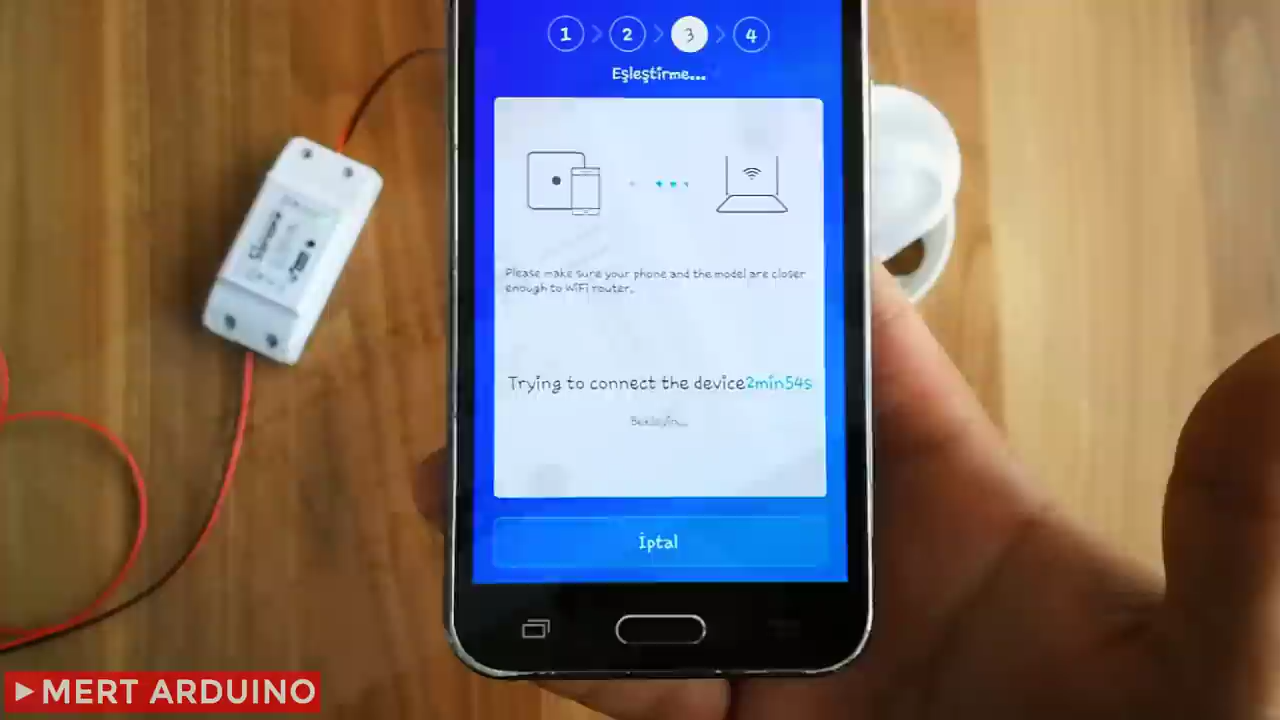 1 2 3 4
Eşleştirme...
Please make sure your phone and the model are closer
enough to WiFi router.
Trying to connect the device2min54s
Bekleyin...
İptal
MERT ARDUINO